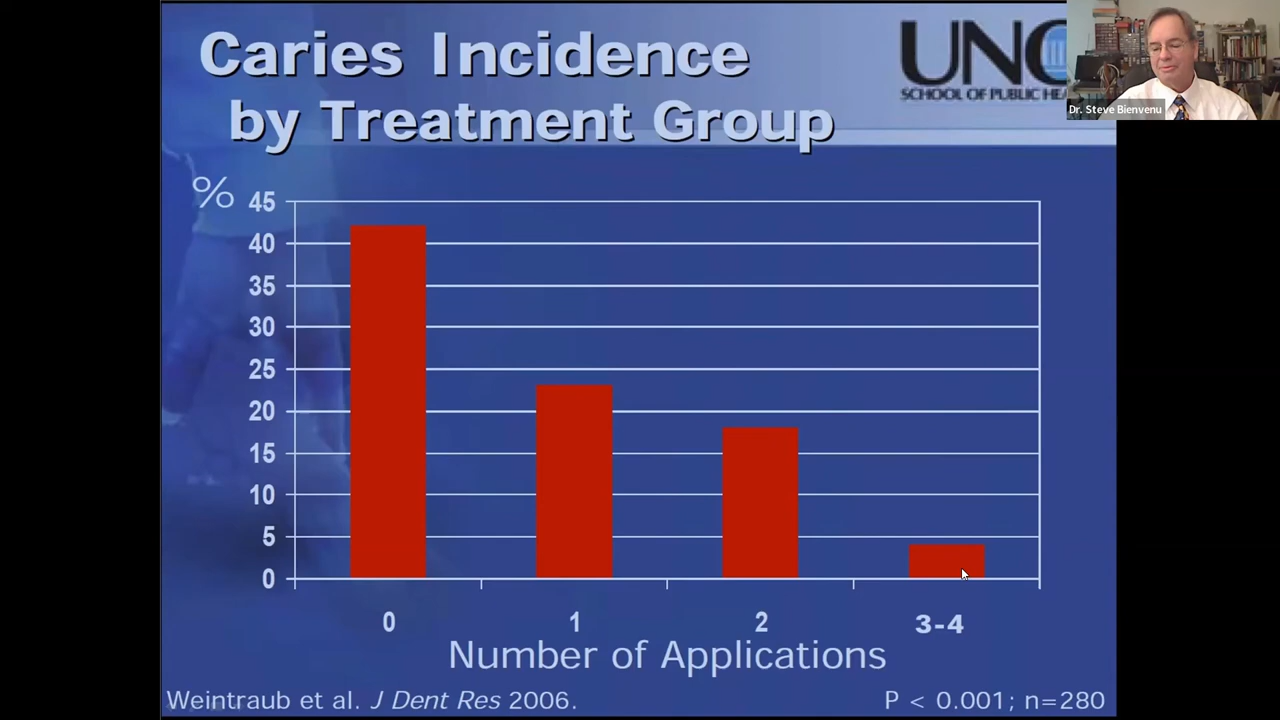 Caries Incidence
by Treatment Group
UNC
SCHOOL OF PUBLIC
Dr. Steve Bienvenu
%
45
40
35
30
25
20
15
10
5
0
0 1 2 3-4
Number of Applications
Weintraub et al. J Dent Res 2006.
P < 0.001; n=280